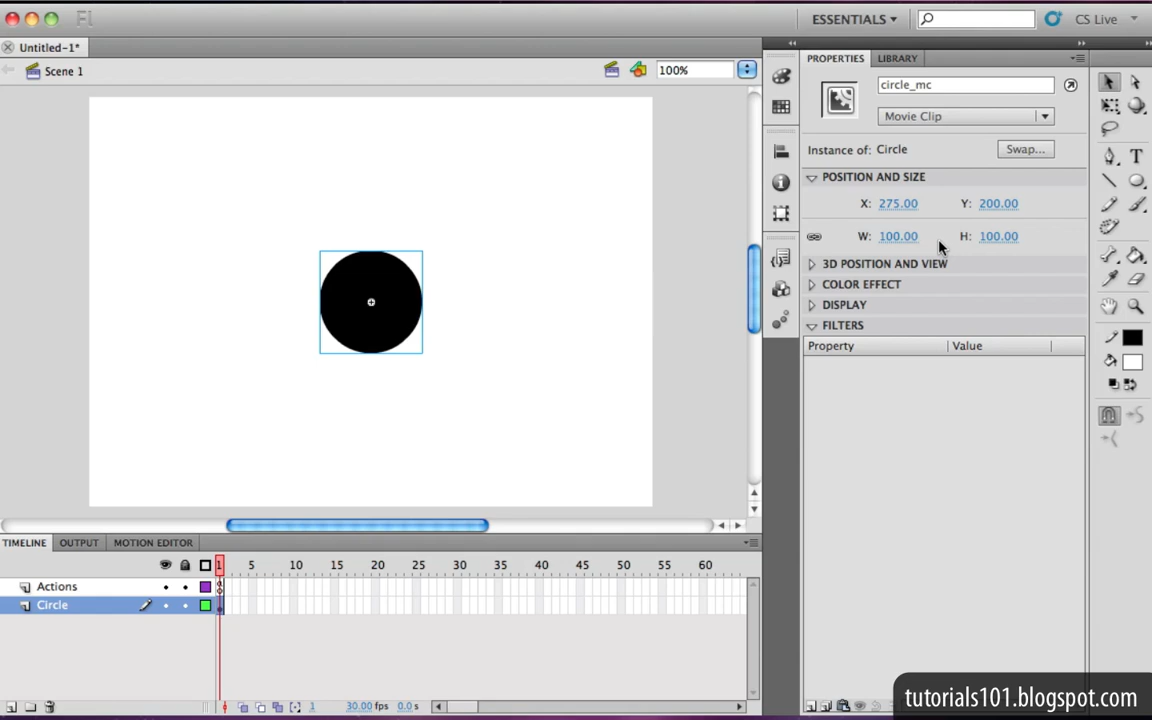 Fl ESSENTIALS CS Live
Untitled-1*
Scene 1 100%
PROPERTIES LIBRARY
circle_mc
Movie Clip
Instance of: Circle Swap...
POSITION AND SIZE
X: 275.00 Y: 200.00
W: 100.00 H: 100.00
3D POSITION AND VIEW
COLOR EFFECT
DISPLAY
FILTERS
Property Value
TIMELINE OUTPUT MOTION EDITOR
1 5 10 15 20 25 30 35 40 45 50 55 60
Actions
Circle
1 30.00 fps 0.0 s
tutorials101.blogspot.com